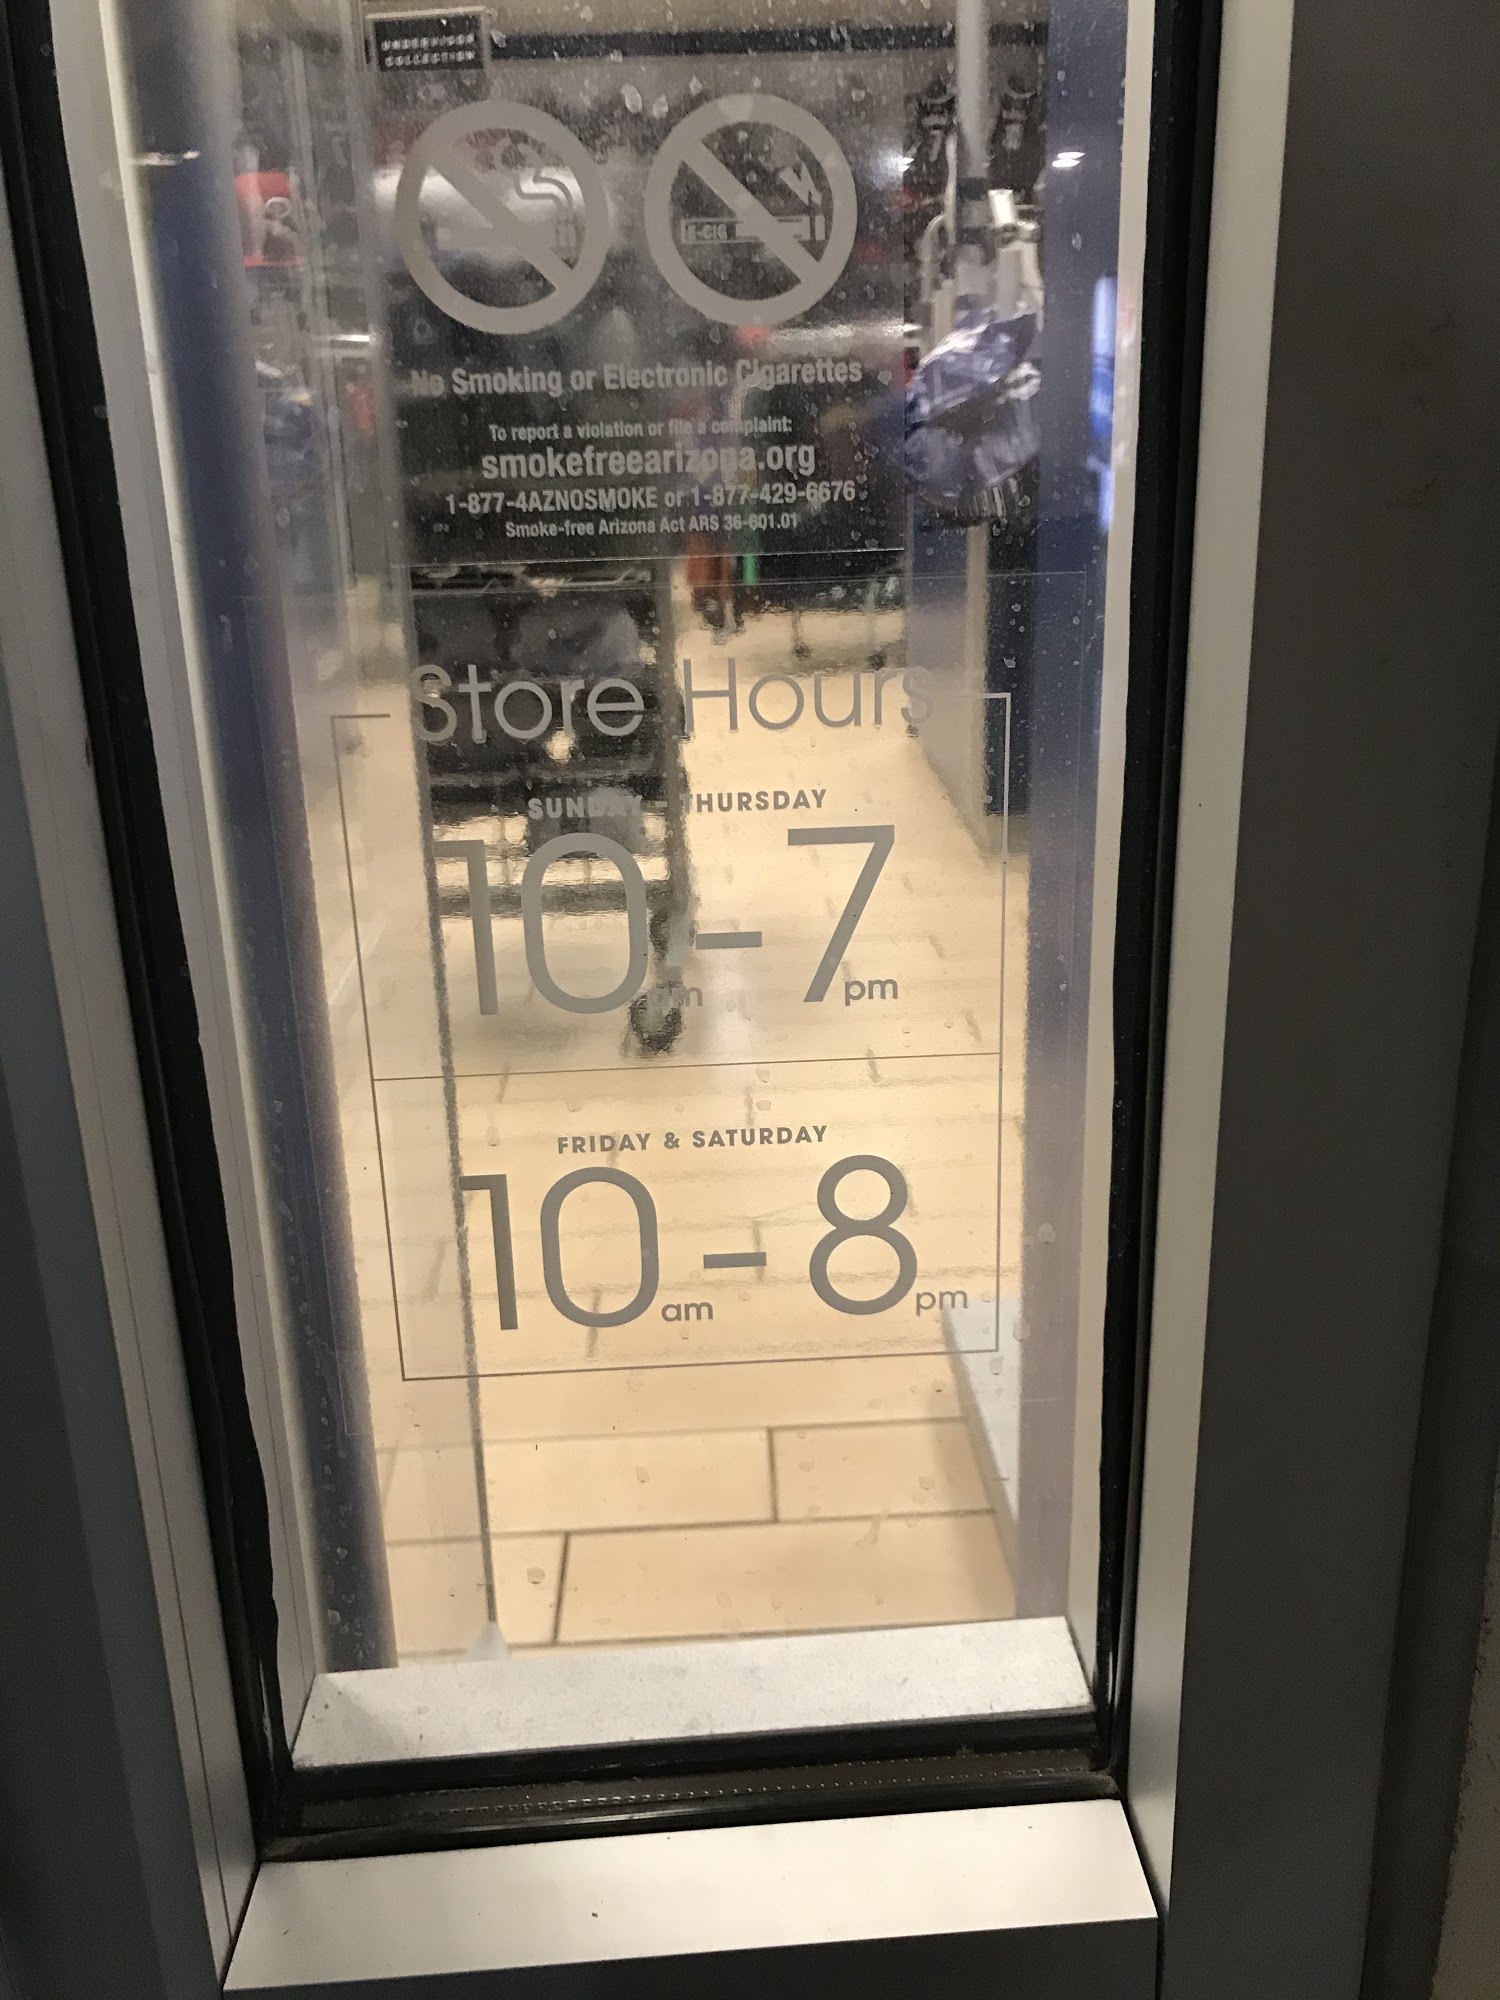 UNDERWIRED
COLLECTION
E-CIG
No Smoking or Electronic Cigarettes
To report a violation or file a complaint:
smokefreearizona.org
1-877-4AZNOSMOKE or 1-877-429-6676
Smoke-free Arizona Act ARS 36-601.01
Store Hours
SUNDAY - THURSDAY
10am - 7pm
FRIDAY & SATURDAY
10am - 8pm